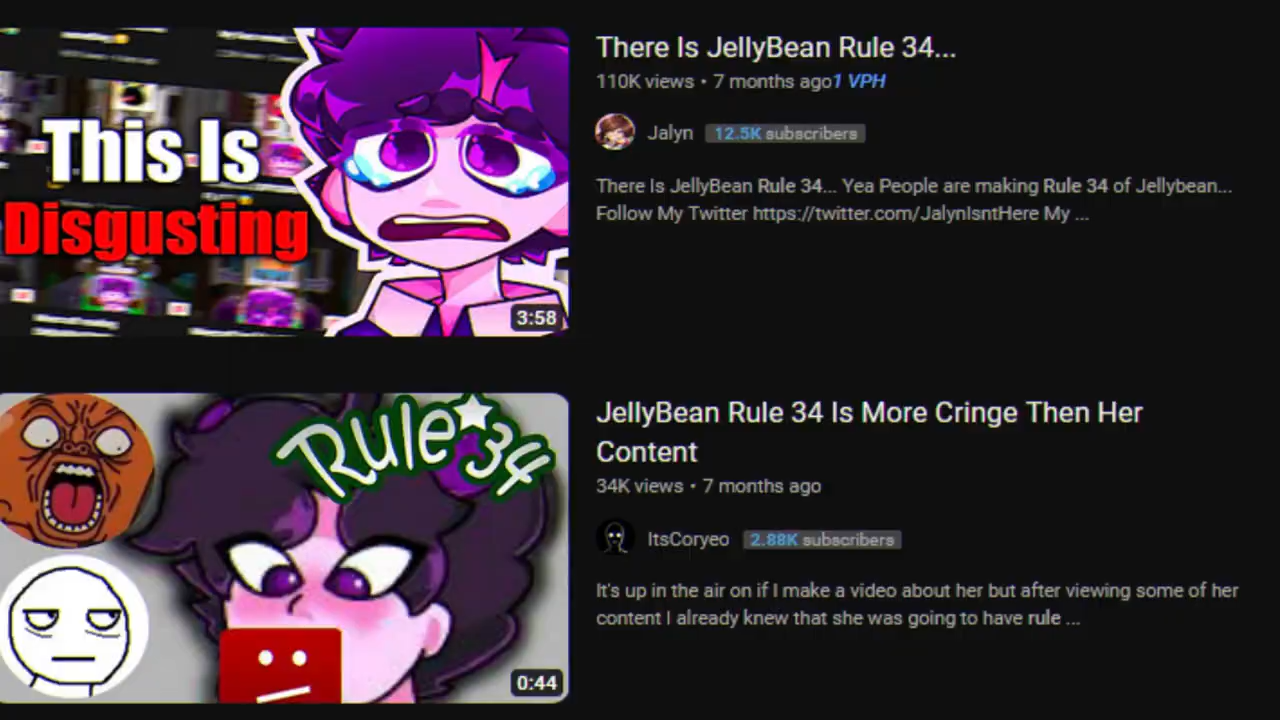 This Is
Disgusting
3:58
There Is JellyBean Rule 34...
110K views • 7 months ago1 VPH
Jalyn 12.5K subscribers
There Is JellyBean Rule 34... Yea People are making Rule 34 of Jellybean...
Follow My Twitter https://twitter.com/JalynIsntHere My ...
RULE 34
0:44
JellyBean Rule 34 Is More Cringe Then Her
Content
34K views • 7 months ago
ItsCoryeo 2.88K subscribers
It's up in the air on if I make a video about her but after viewing some of her
content I already knew that she was going to have rule ...